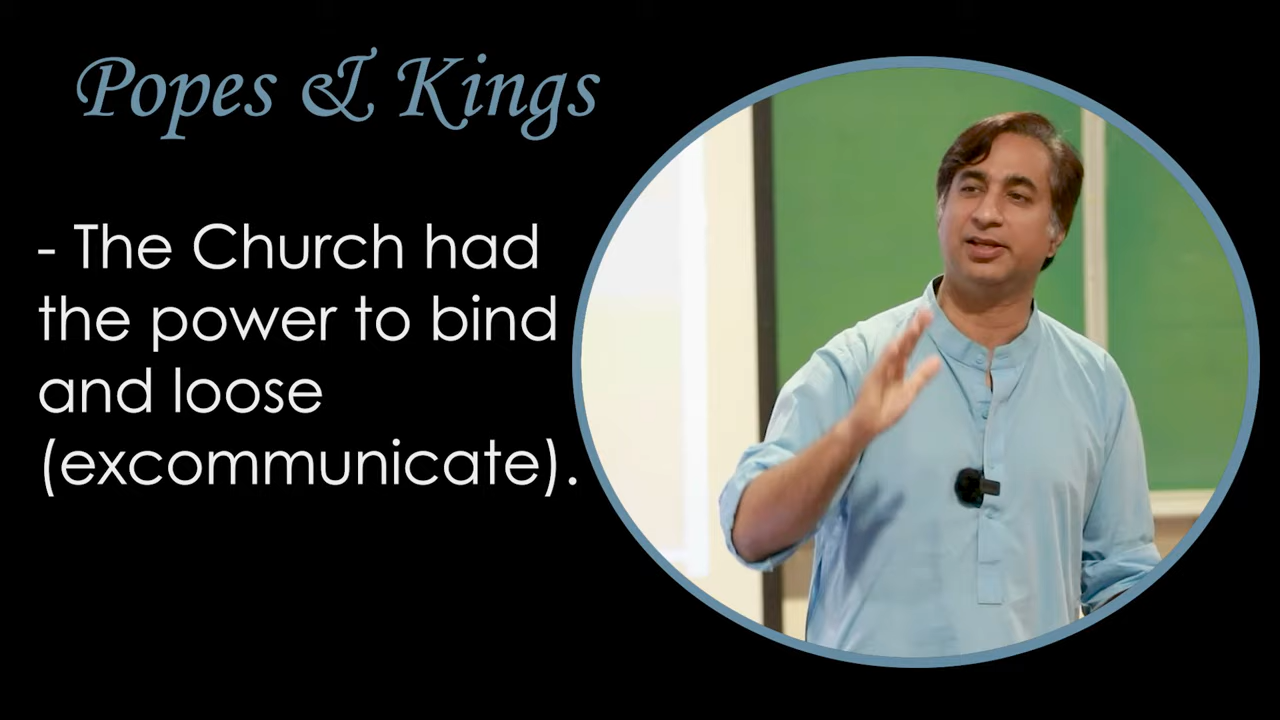 Popes & Kings
- The Church had
the power to bind
and loose
(excommunicate).